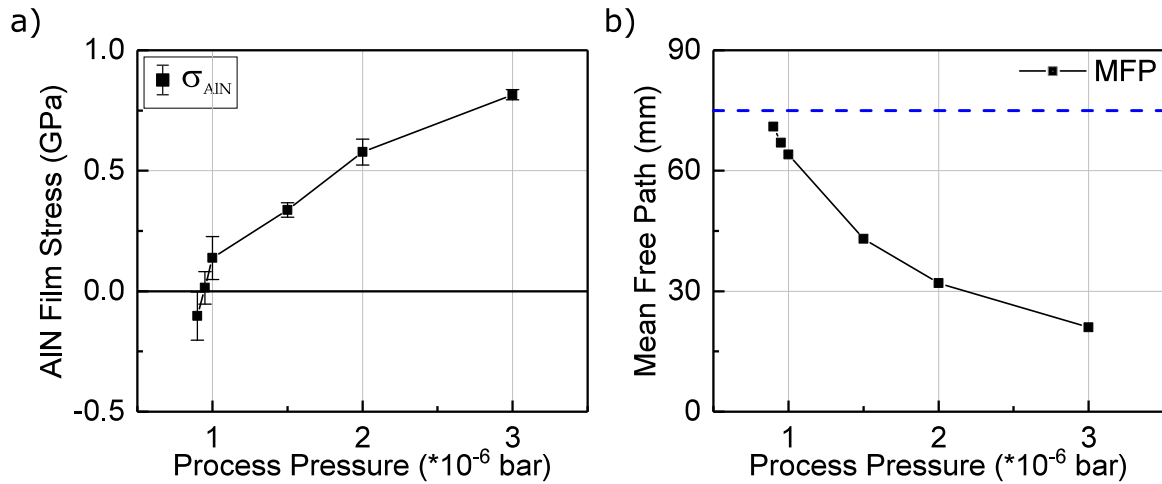 a)
AlN Film Stress (GPa)
1.0
0.5
0.0
-0.5
σAlN
1
2
3
Process Pressure (*10-6 bar)
b)
Mean Free Path (mm)
90
60
30
0
MFP
1
2
3
Process Pressure (*10-6 bar)